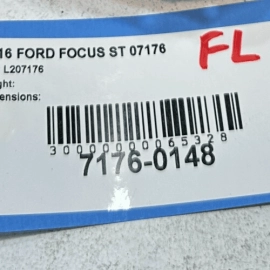 16 FORD FOCUS ST 07176
L207176
ght:
ensions:
FL
3000000065328
7176-0148